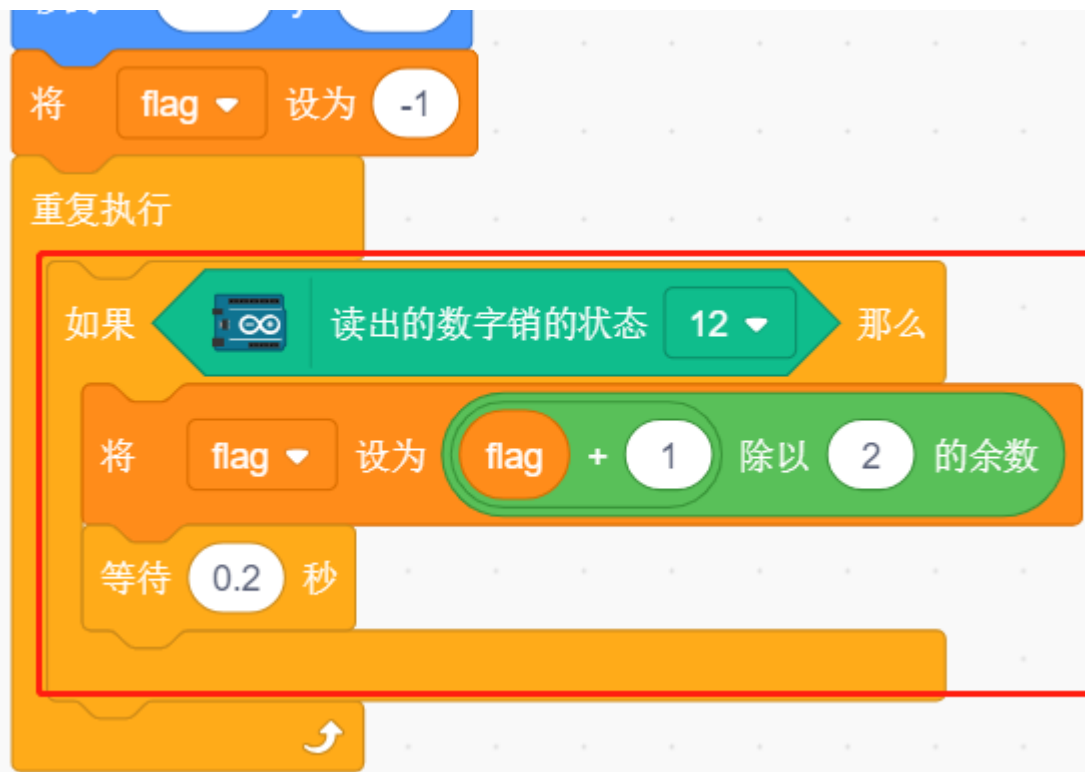 将 flag 设为 -1
重复执行
如果 读出的数字销的状态 12 那么
将 flag 设为 flag + 1 除以 2 的余数
等待 0.2 秒